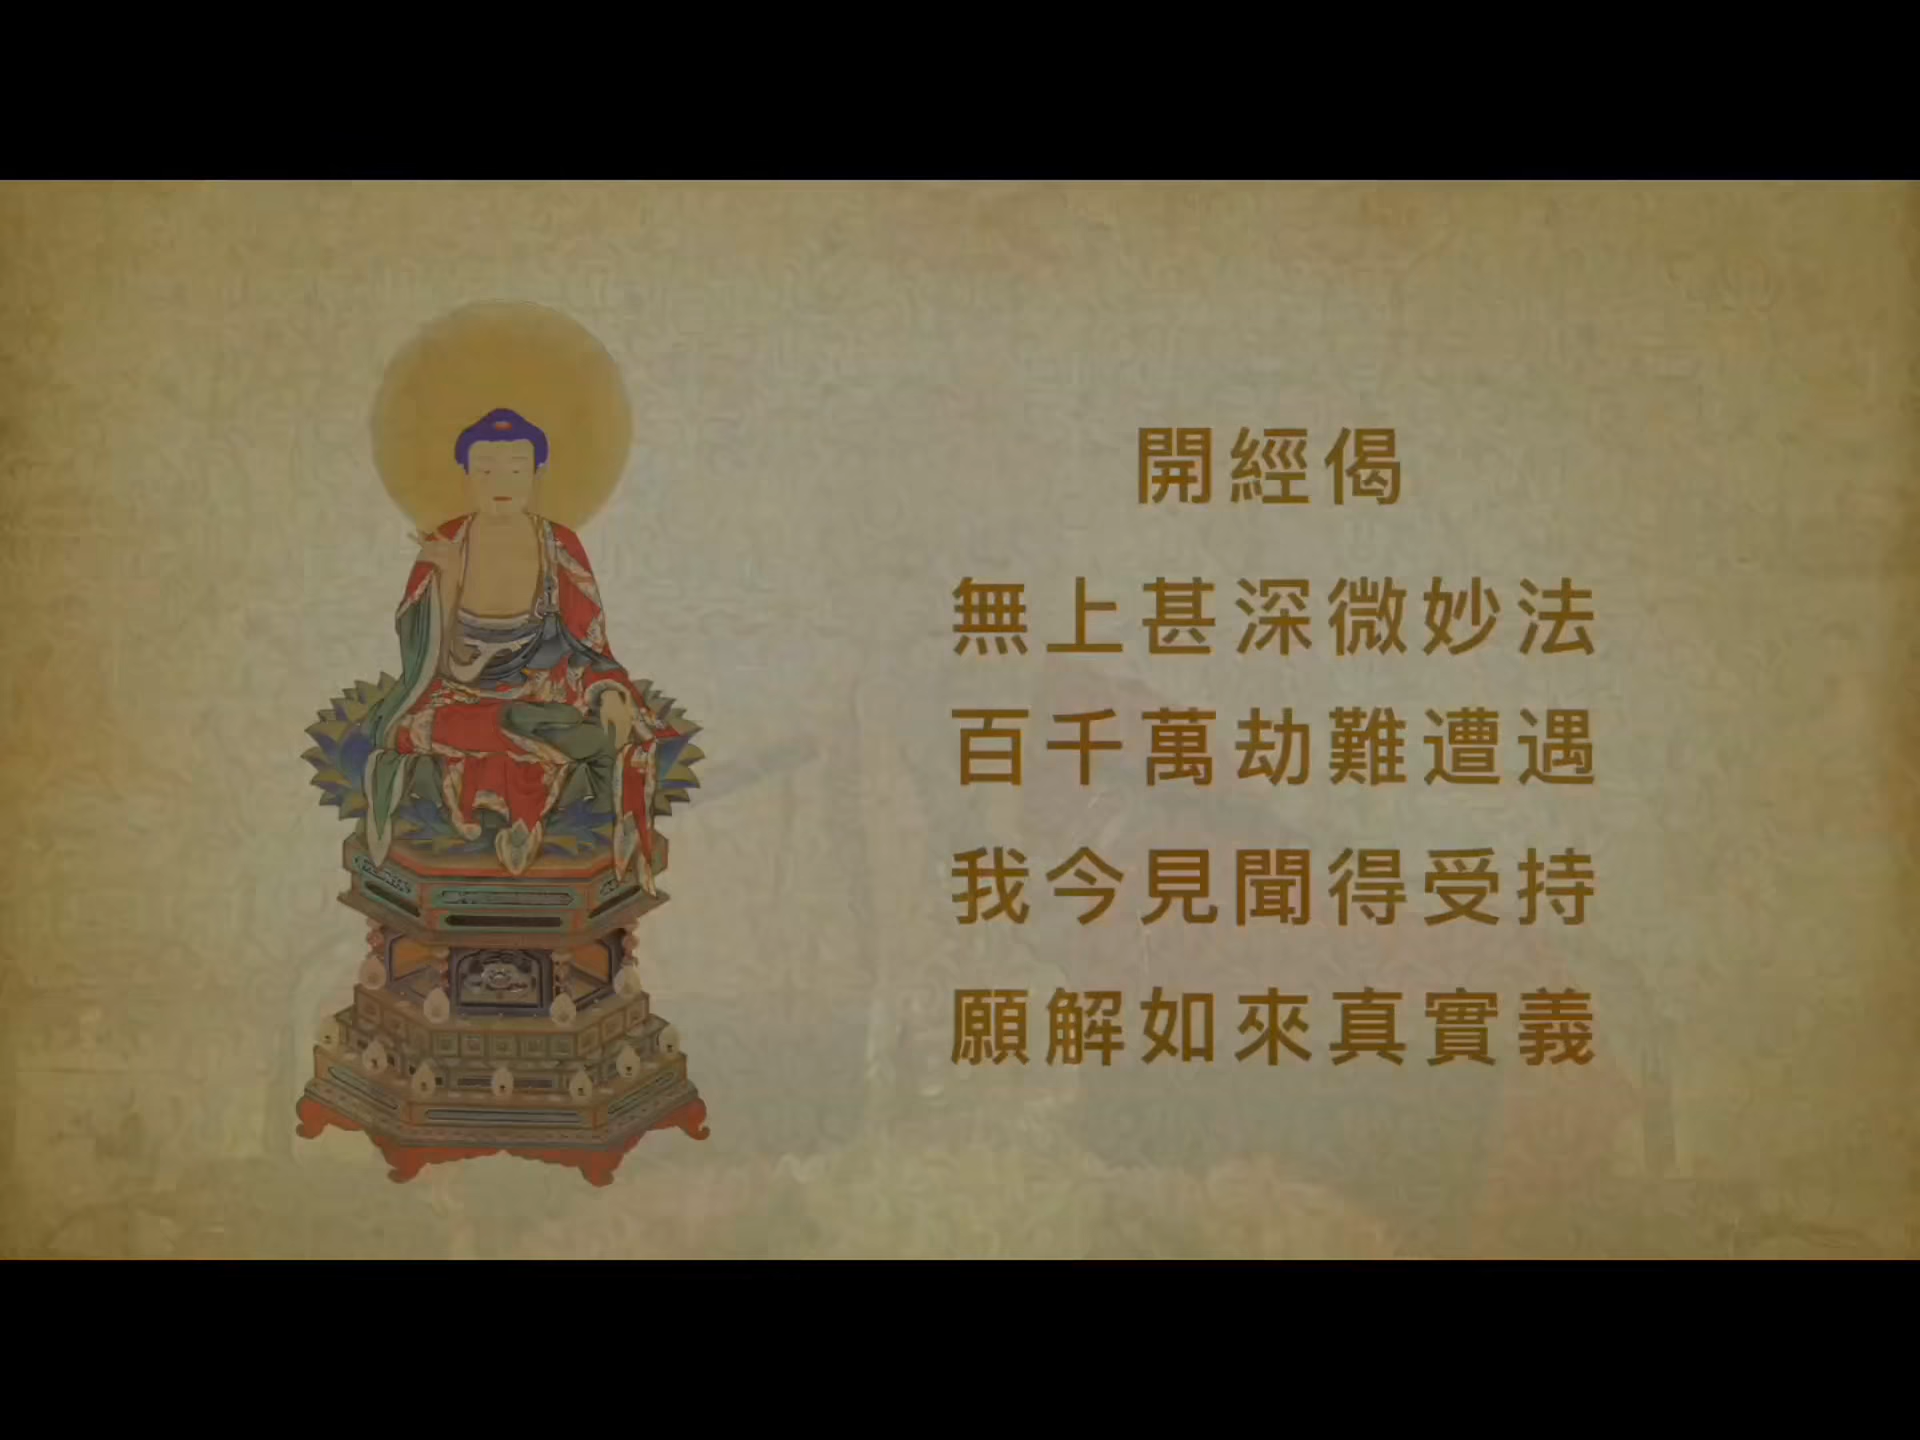 開經偈
無上甚深微妙法
百千萬劫難遭遇
我今見聞得受持
願解如來真實義